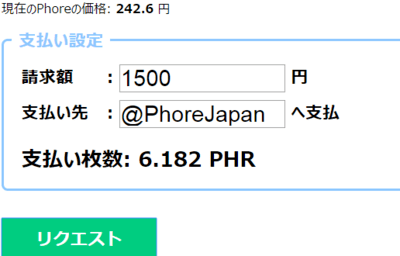 現在のPhoreの価格: 242.6 円
支払い設定
請求額 : 1500 円
支払い先 : @PhoreJapan へ支払
支払い枚数: 6.182 PHR
リクエスト